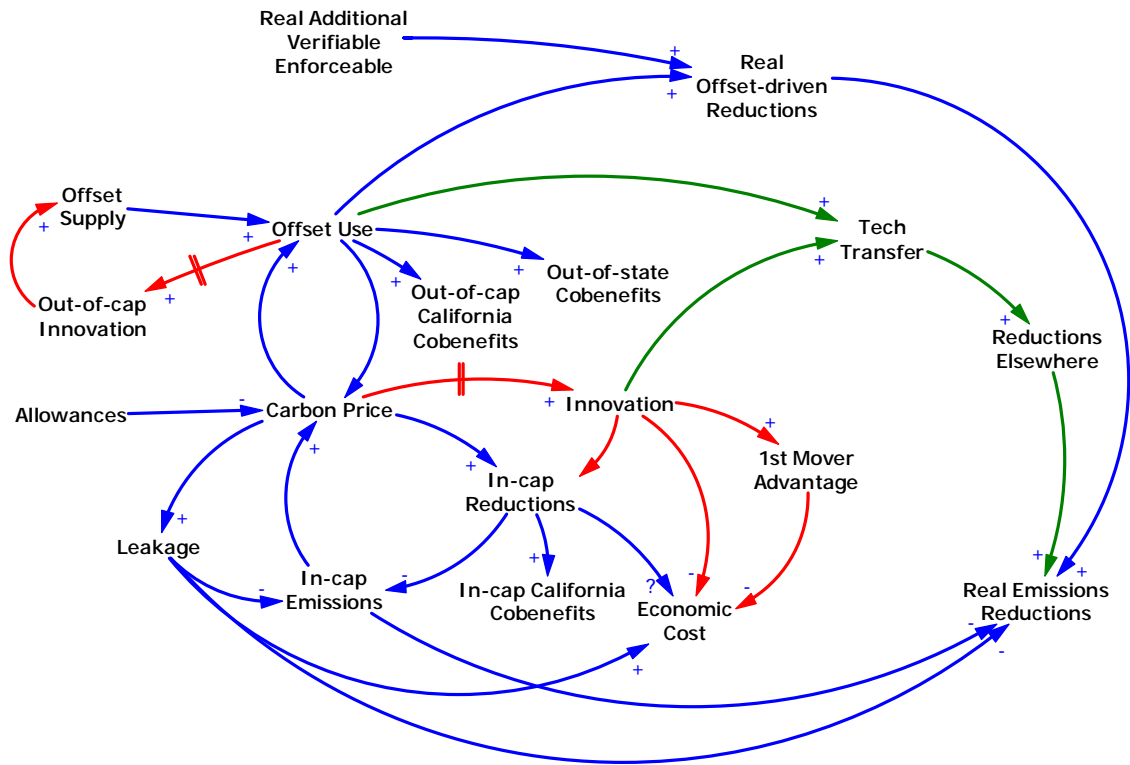 Real Additional
Verifiable
Enforceable
+
Real
Offset-driven
Reductions
+
Offset
Supply
+
+
Offset Use
+
Tech
Transfer
+
+
+
+
Out-of-state
Cobenefits
+
Out-of-cap
Innovation
+
Out-of-cap
California
Cobenefits
+
Reductions
Elsewhere
Allowances
-
Carbon Price
+
Innovation
+
+
+
1st Mover
Advantage
In-cap
Reductions
+
Leakage
-
In-cap
Emissions
-
+
In-cap California
Cobenefits
?
-
-
Economic
Cost
+
+
+
Real Emissions
Reductions
-
-